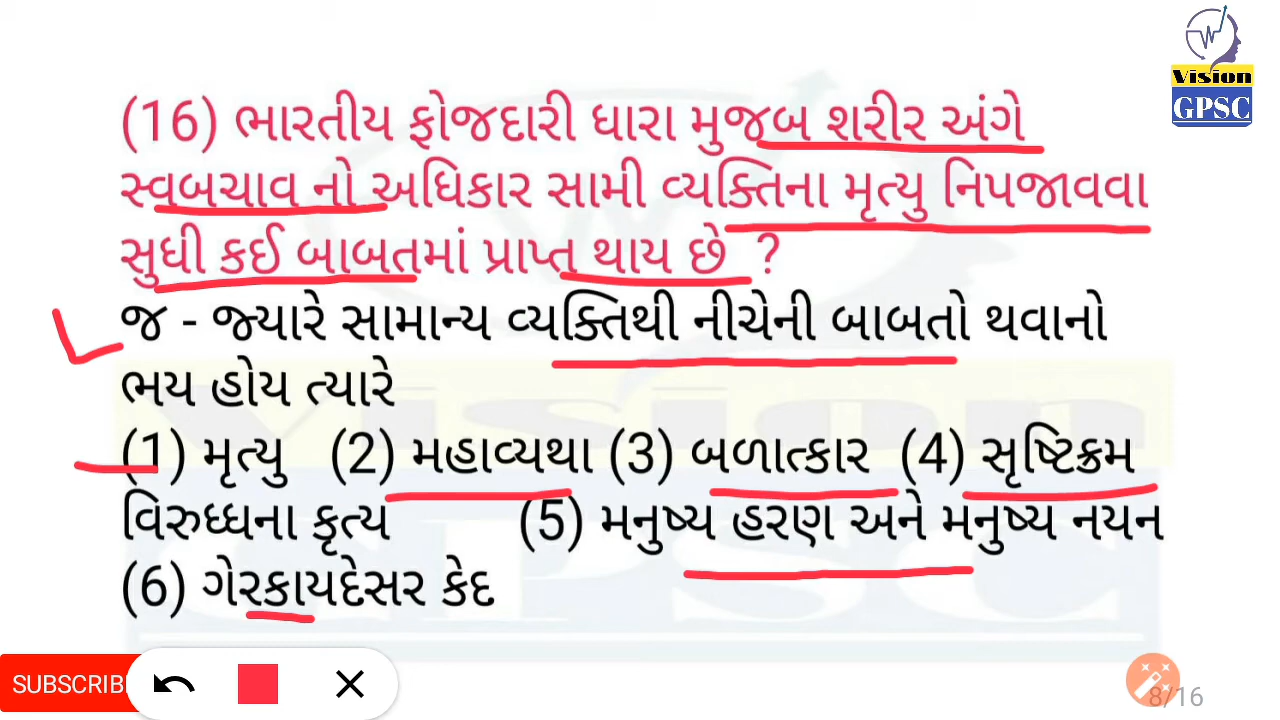 Vision
GPSC
(16) ભારતીય ફોજદારી ધારા મુજબ શરીર અંગે
સ્વબચાવ નો અધિકાર સામી વ્યક્તિના મૃત્યુ નિપજાવવા
સુધી કઈ બાબતમાં પ્રાપ્ત થાય છે ?
જ - જ્યારે સામાન્ય વ્યક્તિથી નીચેની બાબતો થવાનો
ભય હોય ત્યારે
(1) મૃત્યુ (2) મહાવ્યથા (3) બળાત્કાર (4) સૃષ્ટિક્રમ
વિરુધ્ધના કૃત્ય (5) મનુષ્ય હરણ અને મનુષ્ય નયન
(6) ગેરકાયદેસર કેદ
SUBSCRIB
8/16